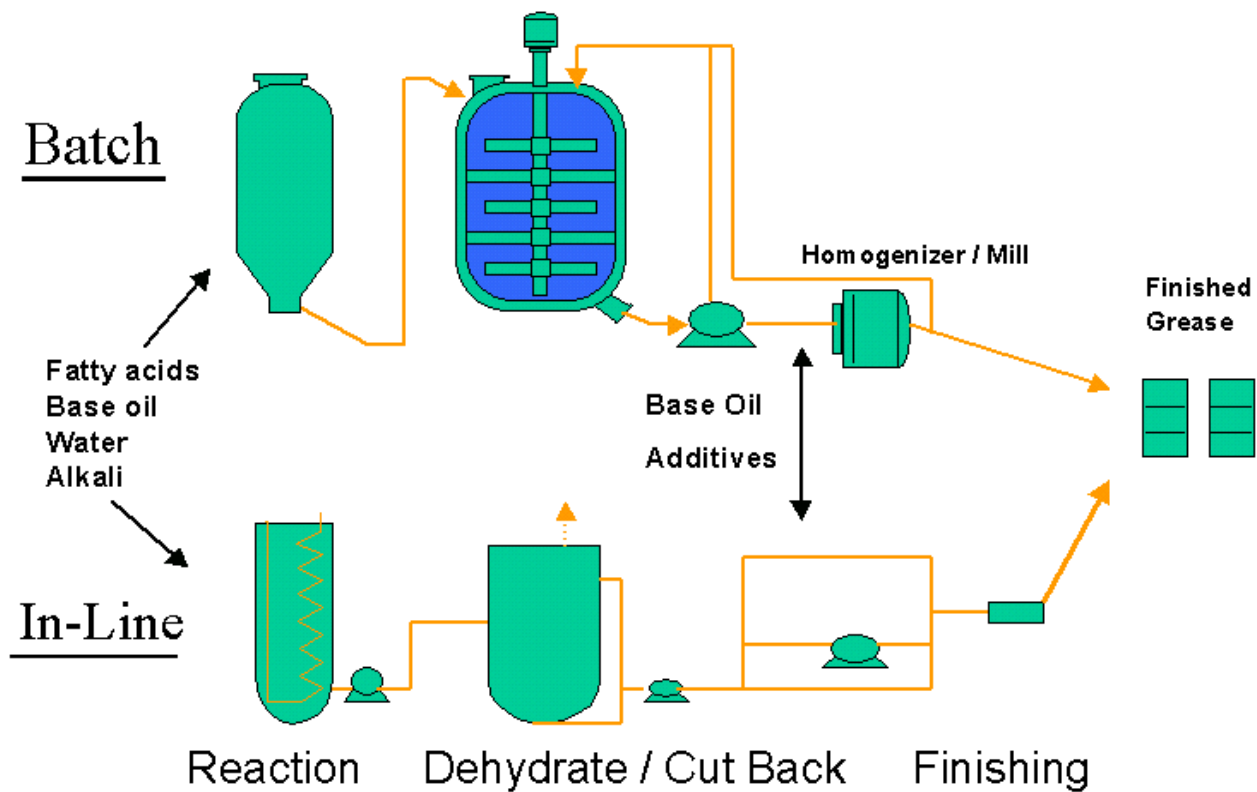 Batch
Homogenizer / Mill
Finished
Grease
Fatty acids
Base oil
Water
Alkali
Base Oil
Additives
In-Line
Reaction
Dehydrate / Cut Back
Finishing